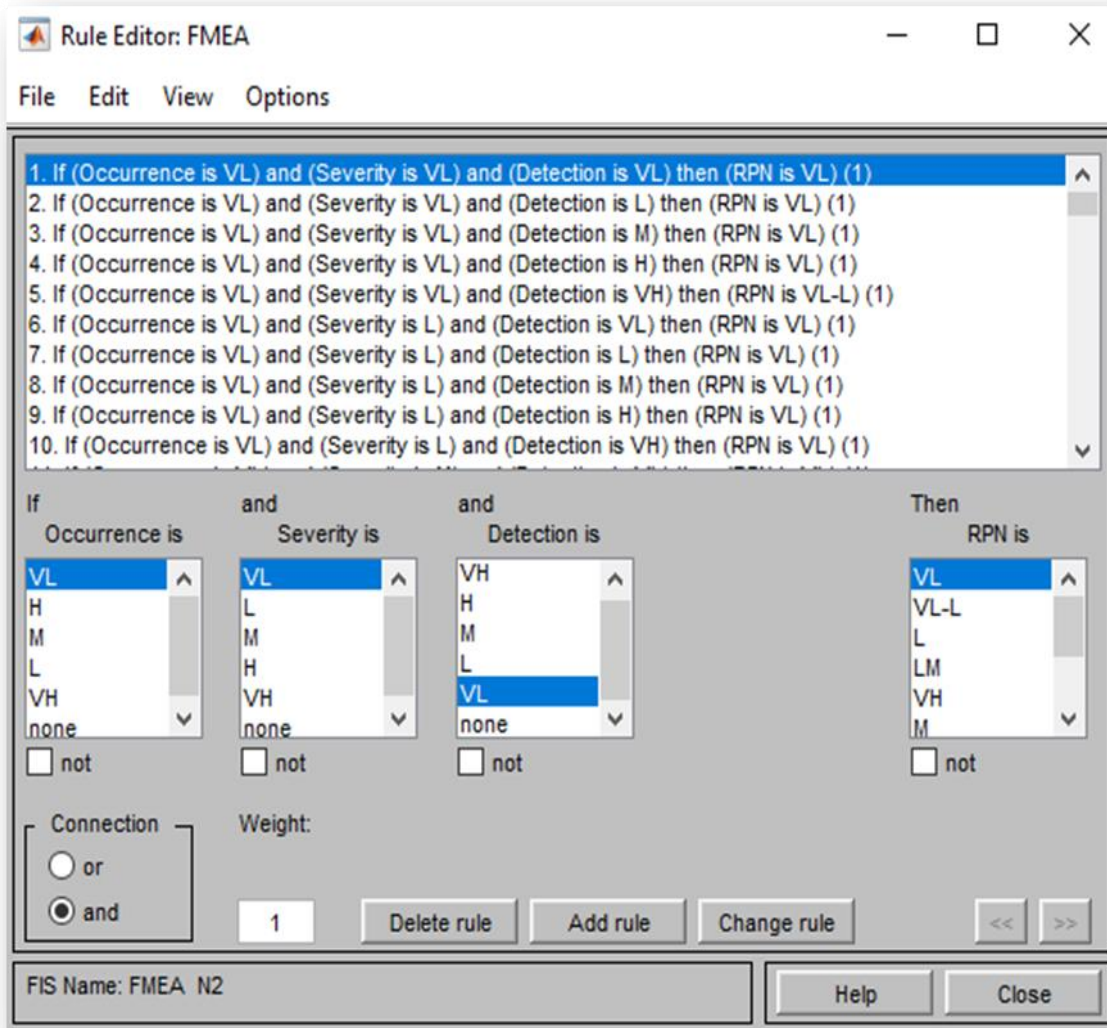 Rule Editor: FMEA
File Edit View Options
1. If (Occurrence is VL) and (Severity is VL) and (Detection is VL) then (RPN is VL) (1)
2. If (Occurrence is VL) and (Severity is VL) and (Detection is L) then (RPN is VL) (1)
3. If (Occurrence is VL) and (Severity is VL) and (Detection is M) then (RPN is VL) (1)
4. If (Occurrence is VL) and (Severity is VL) and (Detection is H) then (RPN is VL) (1)
5. If (Occurrence is VL) and (Severity is VL) and (Detection is VH) then (RPN is VL-L) (1)
6. If (Occurrence is VL) and (Severity is L) and (Detection is VL) then (RPN is VL) (1)
7. If (Occurrence is VL) and (Severity is L) and (Detection is L) then (RPN is VL) (1)
8. If (Occurrence is VL) and (Severity is L) and (Detection is M) then (RPN is VL) (1)
9. If (Occurrence is VL) and (Severity is L) and (Detection is H) then (RPN is VL) (1)
10. If (Occurrence is VL) and (Severity is L) and (Detection is VH) then (RPN is VL) (1)
If and and Then
Occurrence is Severity is Detection is RPN is
VL VL VH VL
H L H VL-L
M M M L
L H L LM
VH VH VL VH
none none none M
not not not not
Connection Weight:
or
and 1 Delete rule Add rule Change rule << >>
FIS Name: FMEA N2 Help Close